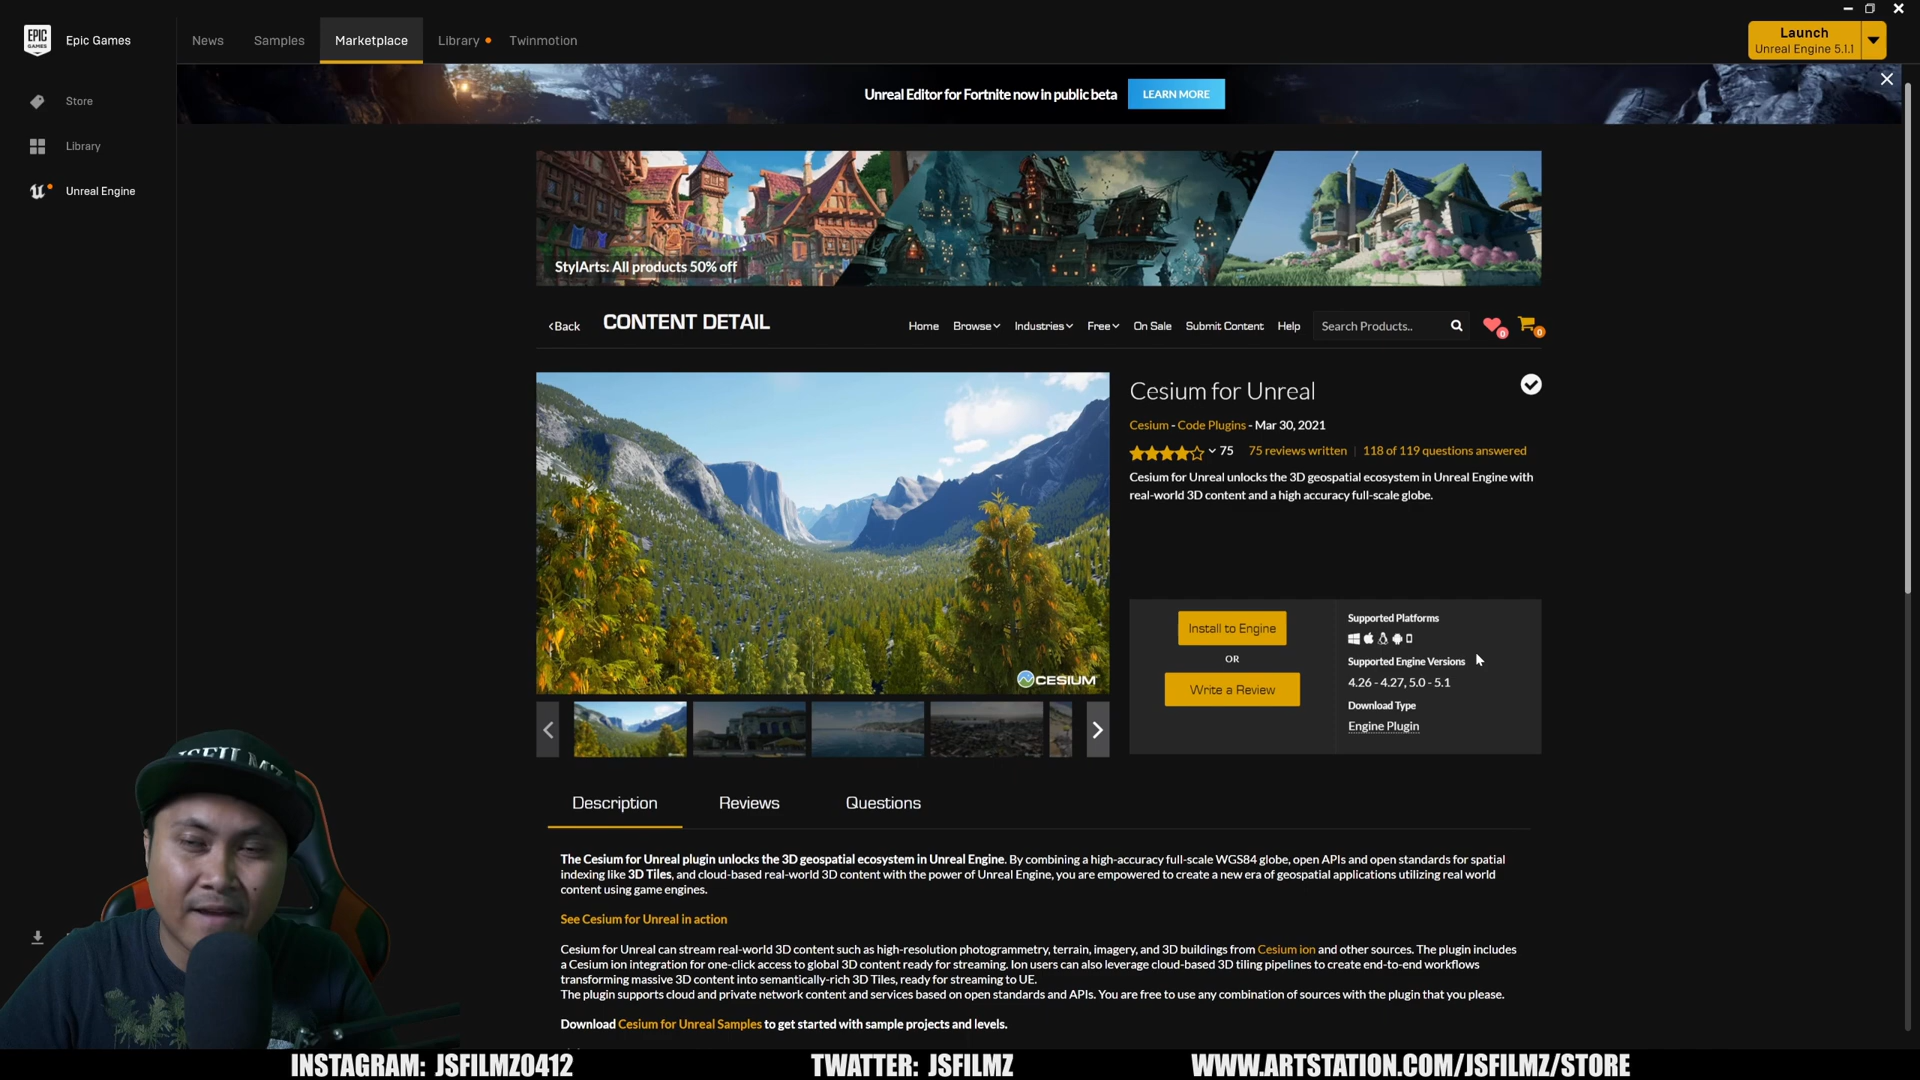 EPIC GAMES
Epic Games
News
Samples
Marketplace
Library
Twinmotion
Launch
Unreal Engine 5.1.1
Store
Library
Unreal Engine
Unreal Editor for Fortnite now in public beta
LEARN MORE
StylArts: All products 50% off
Back
CONTENT DETAIL
Home
Browse
Industries
Free
On Sale
Submit Content
Help
Search Products..
0
0
CESIUM
Cesium for Unreal
Cesium - Code Plugins - Mar 30, 2021
75
75 reviews written
118 of 119 questions answered
Cesium for Unreal unlocks the 3D geospatial ecosystem in Unreal Engine with
real-world 3D content and a high accuracy full-scale globe.
Install to Engine
OR
Write a Review
Supported Platforms
Supported Engine Versions
4.26 - 4.27, 5.0 - 5.1
Download Type
Engine Plugin
Description
Reviews
Questions
The Cesium for Unreal plugin unlocks the 3D geospatial ecosystem in Unreal Engine. By combining a high-accuracy full-scale WGS84 globe, open APIs and open standards for spatial
indexing like 3D Tiles, and cloud-based real-world 3D content with the power of Unreal Engine, you are empowered to create a new era of geospatial applications utilizing real world
content using game engines.
See Cesium for Unreal in action
Cesium for Unreal can stream real-world 3D content such as high-resolution photogrammetry, terrain, imagery, and 3D buildings from Cesium ion and other sources. The plugin includes
a Cesium ion integration for one-click access to global 3D content ready for streaming. Ion users can also leverage cloud-based 3D tiling pipelines to create end-to-end workflows
transforming massive 3D content into semantically-rich 3D Tiles, ready for streaming to UE.
The plugin supports cloud and private network content and services based on open standards and APIs. You are free to use any combination of sources with the plugin that you please.
Download Cesium for Unreal Samples to get started with sample projects and levels.
JSFILMZ
INSTAGRAM: JSFILMZ0412
TWATTER: JSFILMZ
WWW.ARTSTATION.COM/JSFILMZ/STORE